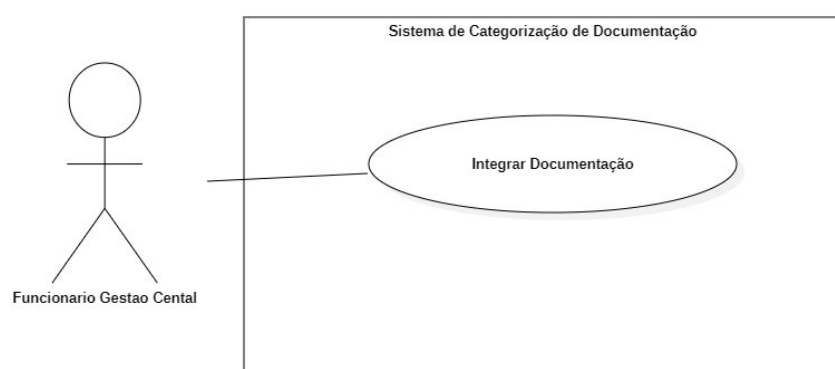 Sistema de Categorização de Documentação
Integrar Documentação
Funcionario Gestao Cental